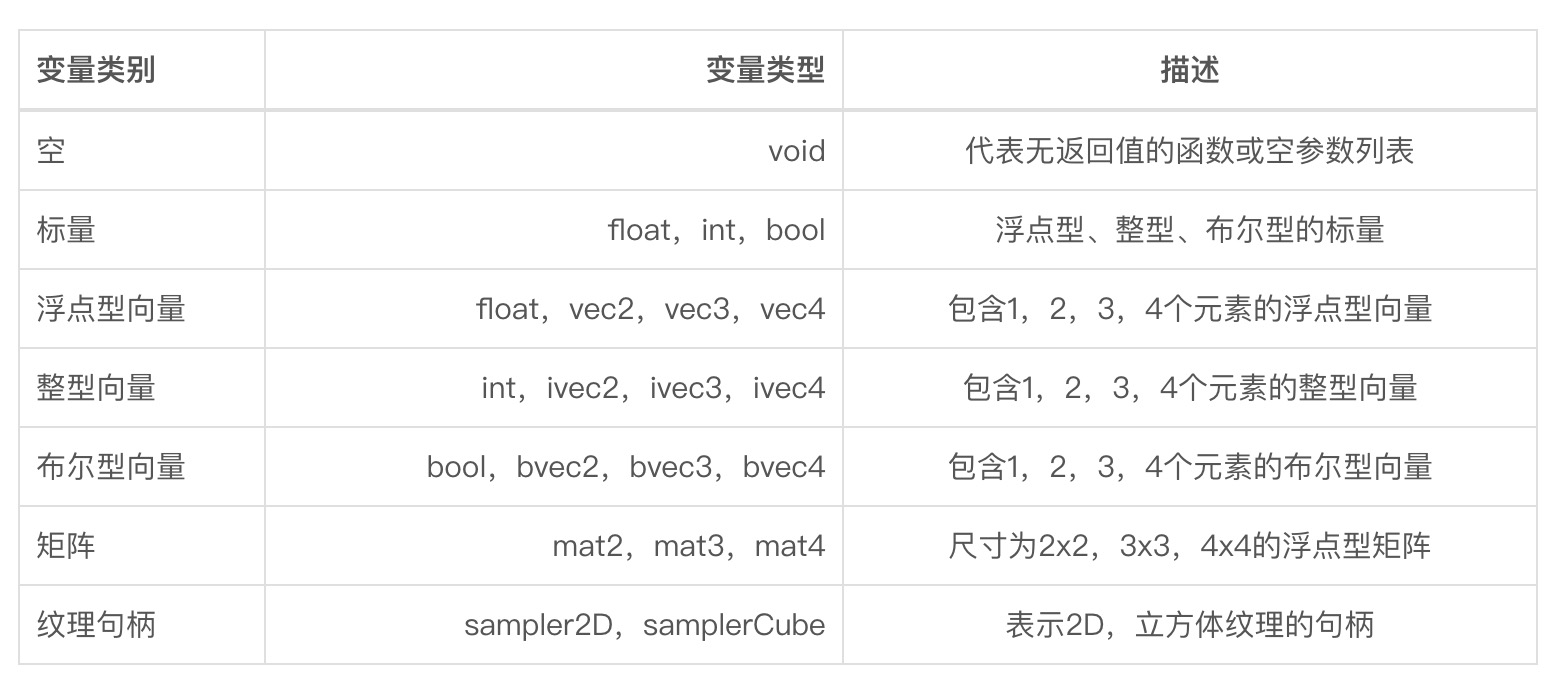 变量类别 变量类型 描述
空 void 代表无返回值的函数或空参数列表
标量 float，int，bool 浮点型、整型、布尔型的标量
浮点型向量 float，vec2，vec3，vec4 包含1，2，3，4个元素的浮点型向量
整型向量 int，ivec2，ivec3，ivec4 包含1，2，3，4个元素的整型向量
布尔型向量 bool，bvec2，bvec3，bvec4 包含1，2，3，4个元素的布尔型向量
矩阵 mat2，mat3，mat4 尺寸为2x2，3x3，4x4的浮点型矩阵
纹理句柄 sampler2D，samplerCube 表示2D，立方体纹理的句柄